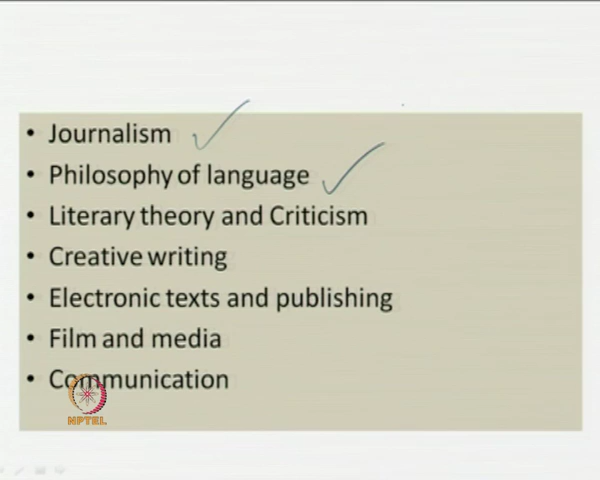 • Journalism
• Philosophy of language
• Literary theory and Criticism
• Creative writing
• Electronic texts and publishing
• Film and media
• Communication
NPTEL